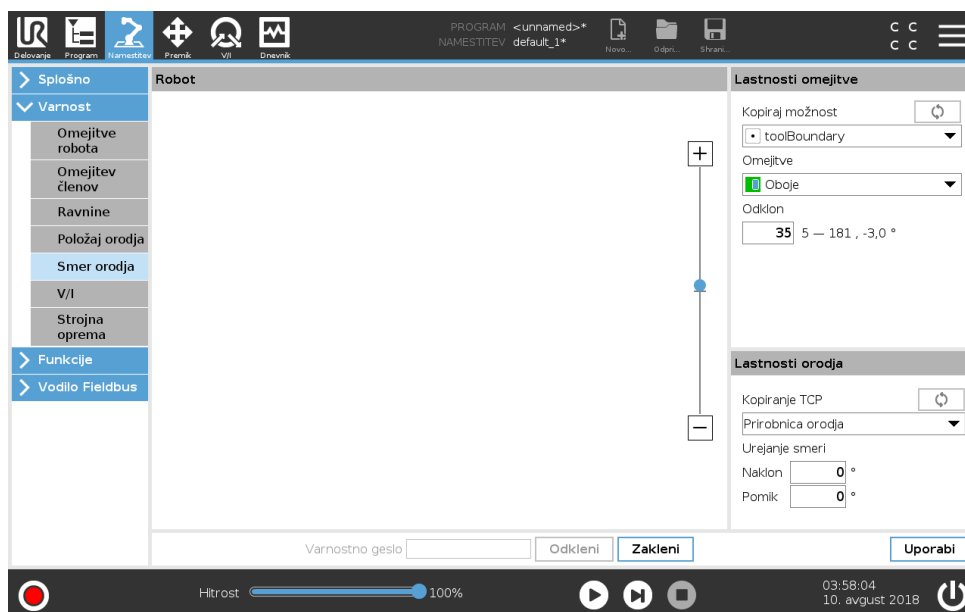 PROGRAM <unnamed>*
NAMESTITEV default_1*
Delovanje Program Namestitev Premik V/I Dnevnik Novo... Odpri... Shrani...
C C
C C
Splošno
Varnost
Omejitve robota
Omejitev členov
Ravnine
Položaj orodja
Smer orodja
V/I
Strojna oprema
Funkcije
Vodilo Fieldbus
Robot
Lastnosti omejitve
Kopiraj možnost
toolBoundary
Omejitve
Oboje
Odklon
35 5 — 181 , -3,0 °
Lastnosti orodja
Kopiranje TCP
Prirobnica orodja
Urejanje smeri
Naklon 0 °
Pomik 0 °
Varnostno geslo Odkleni Zakleni Uporabi
Hitrost 100%
03:58:04
10. avgust 2018